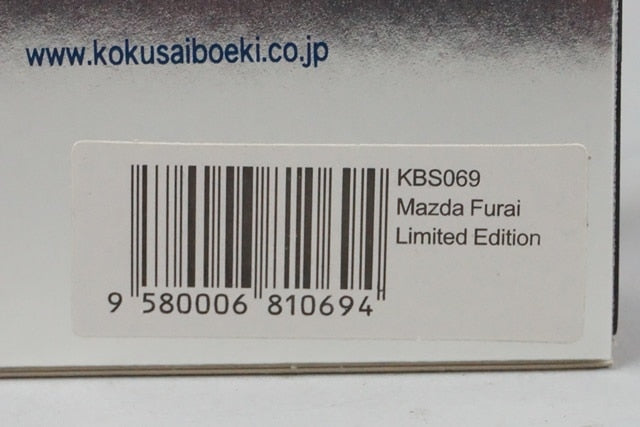 www.kokusaiboeki.co.jp
KBS069
Mazda Furai
Limited Edition
9 580006 810694